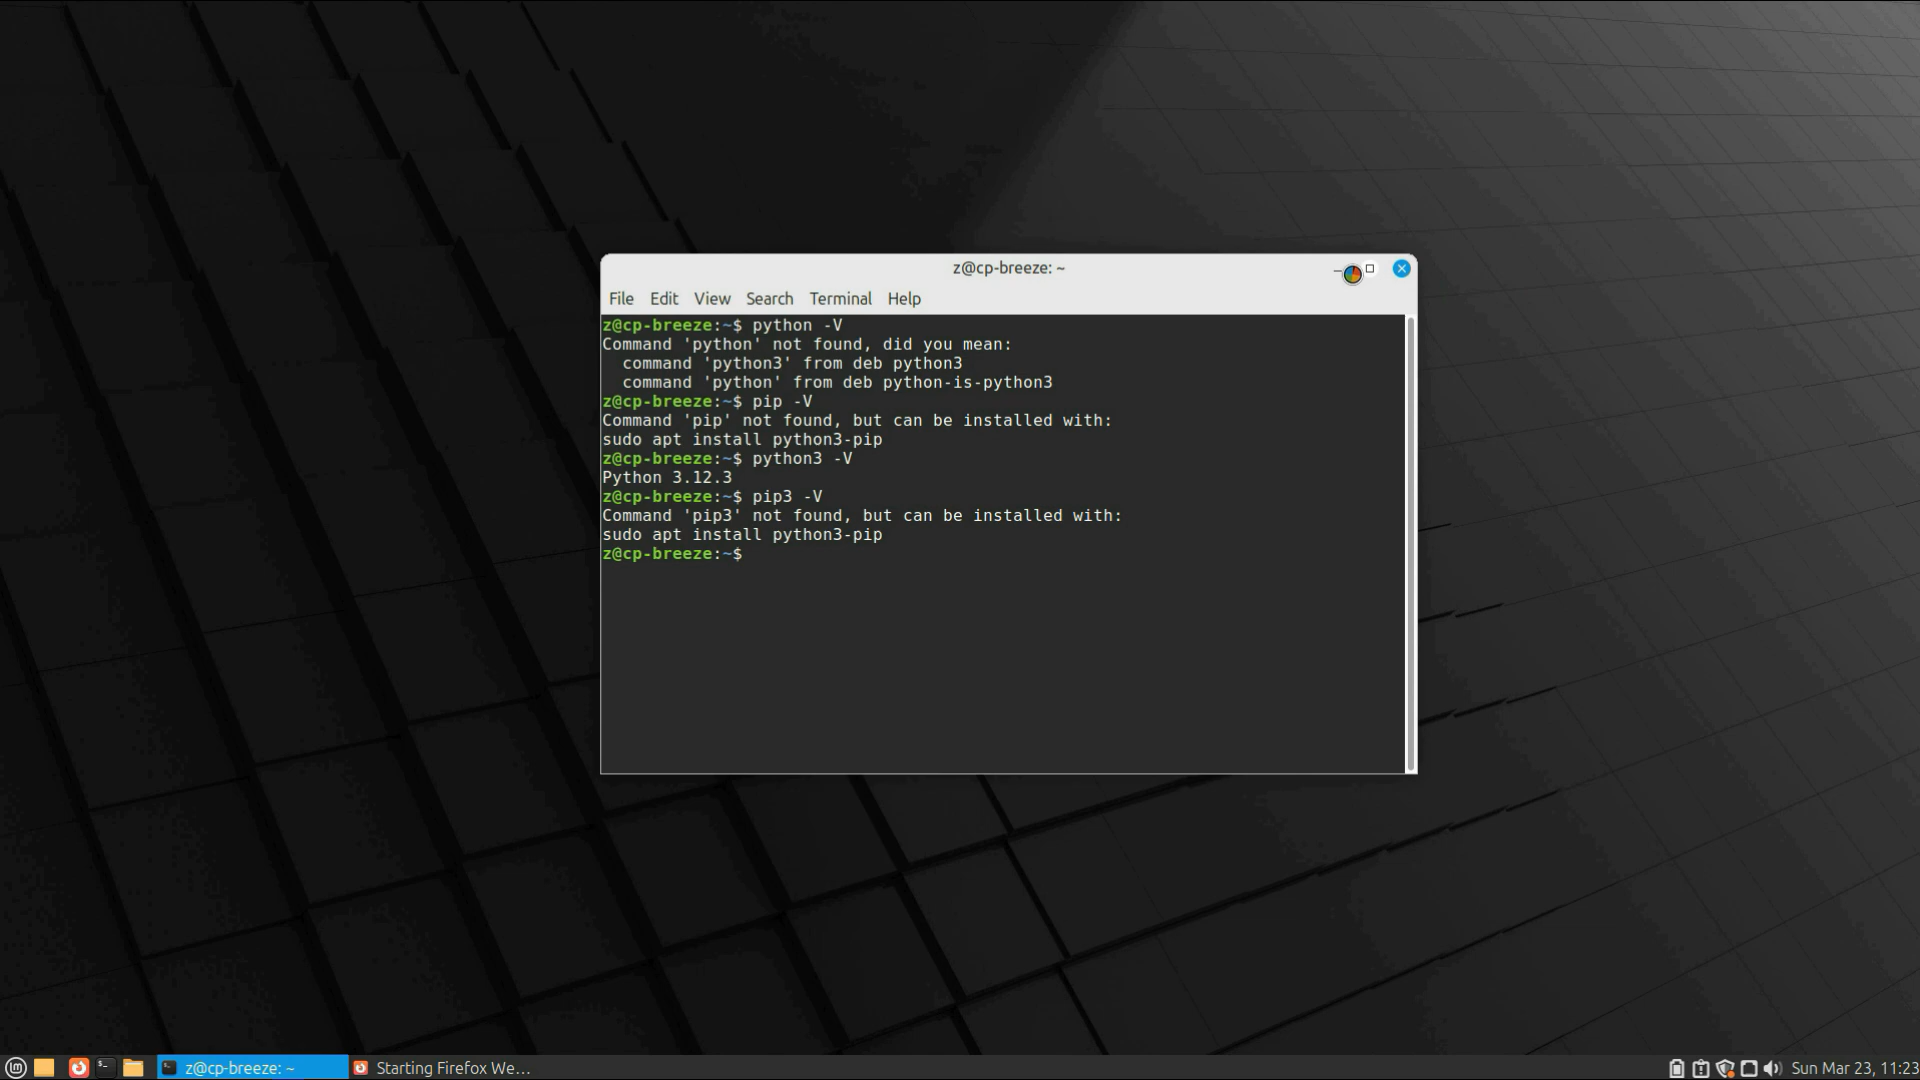 z@cp-breeze: ~
File Edit View Search Terminal Help
z@cp-breeze:~$ python -V
Command 'python' not found, did you mean:
  command 'python3' from deb python3
  command 'python' from deb python-is-python3
z@cp-breeze:~$ pip -V
Command 'pip' not found, but can be installed with:
sudo apt install python3-pip
z@cp-breeze:~$ python3 -V
Python 3.12.3
z@cp-breeze:~$ pip3 -V
Command 'pip3' not found, but can be installed with:
sudo apt install python3-pip
z@cp-breeze:~$
z@cp-breeze: ~ Starting Firefox We... Sun Mar 23, 11:23